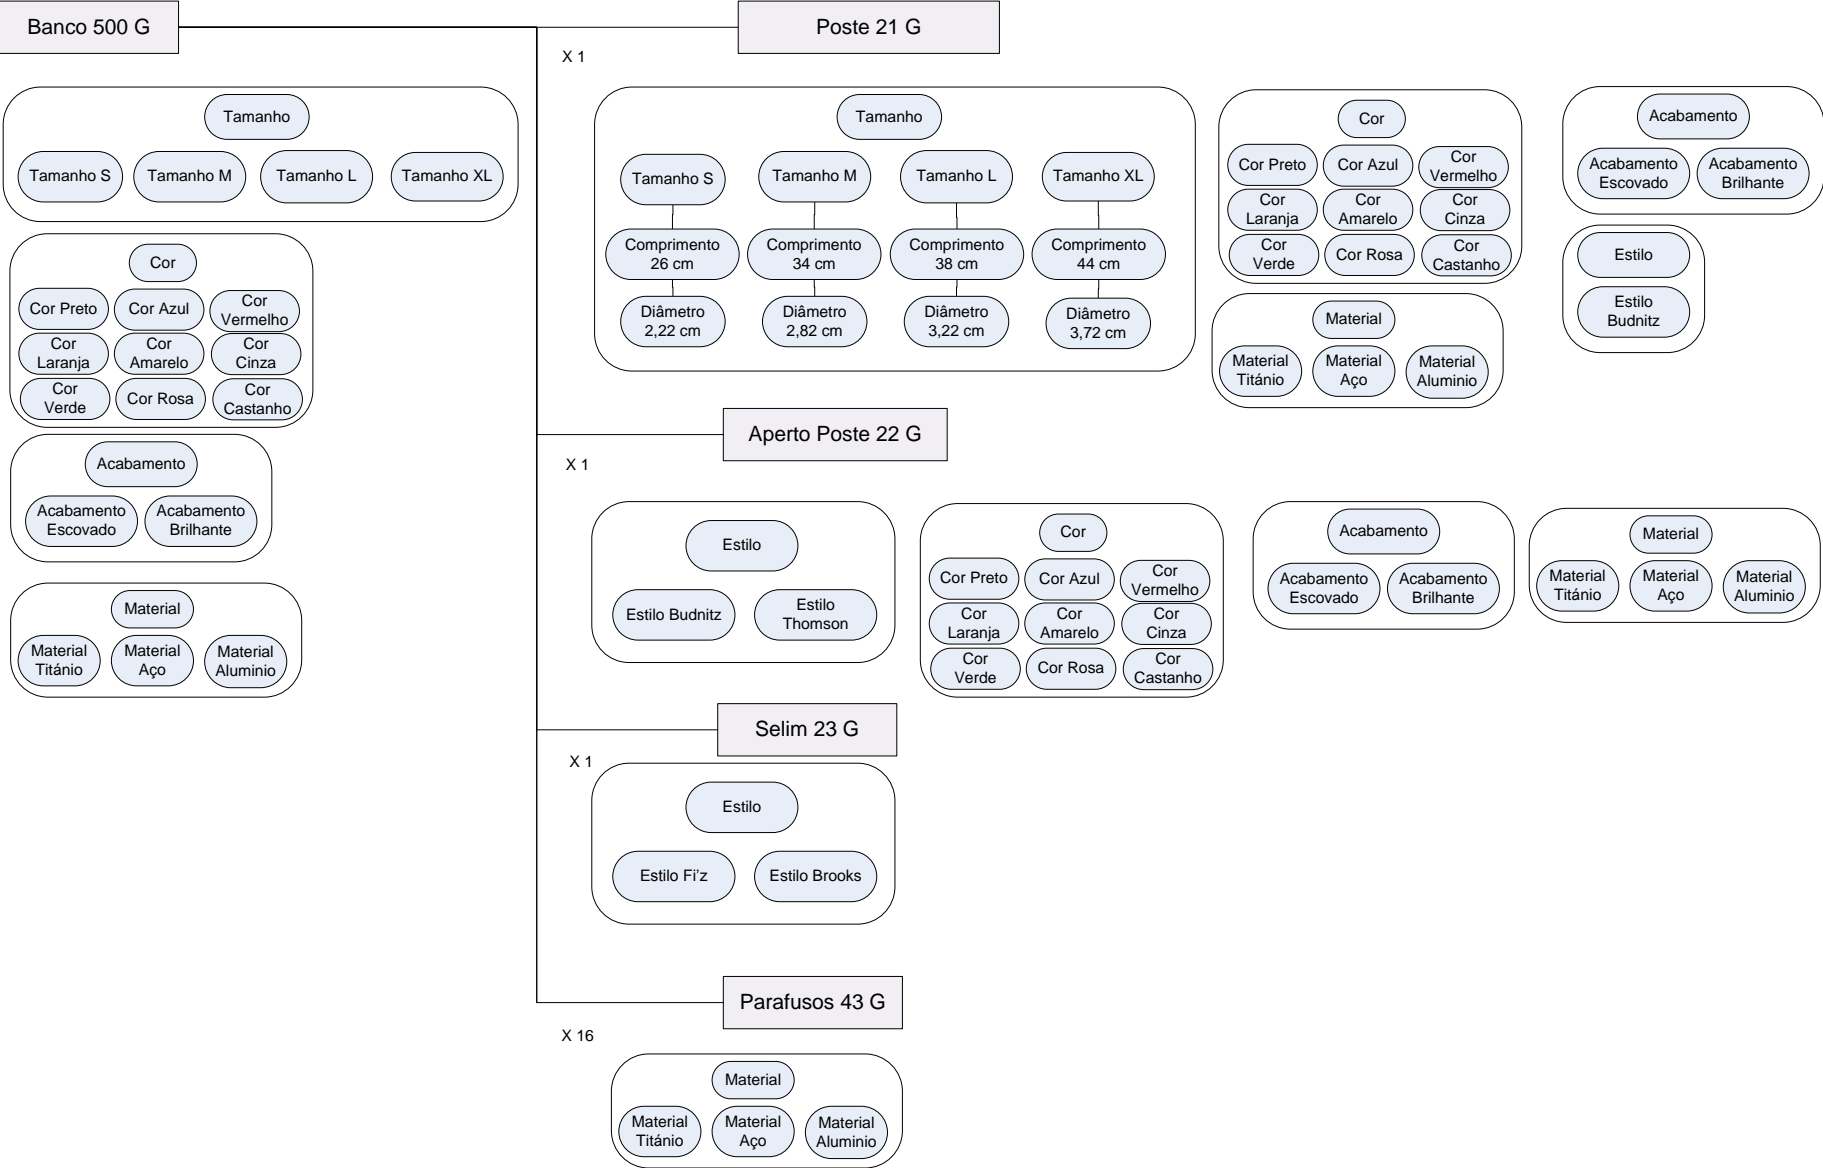 Banco 500 G
Poste 21 G
X 1
Tamanho
Tamanho S
Tamanho M
Tamanho L
Tamanho XL
Cor
Cor Preto
Cor Azul
Cor
Vermelho
Cor
Laranja
Cor
Amarelo
Cor
Cinza
Cor
Verde
Cor Rosa
Cor
Castanho
Acabamento
Acabamento
Escovado
Acabamento
Brilhante
Material
Material
Titánio
Material
Aço
Material
Aluminio
Tamanho
Tamanho S
Tamanho M
Tamanho L
Tamanho XL
Comprimento
26 cm
Comprimento
34 cm
Comprimento
38 cm
Comprimento
44 cm
Diâmetro
2,22 cm
Diâmetro
2,82 cm
Diâmetro
3,22 cm
Diâmetro
3,72 cm
Cor
Cor Preto
Cor Azul
Cor
Vermelho
Cor
Laranja
Cor
Amarelo
Cor
Cinza
Cor
Verde
Cor Rosa
Cor
Castanho
Material
Material
Titánio
Material
Aço
Material
Aluminio
Acabamento
Acabamento
Escovado
Acabamento
Brilhante
Estilo
Estilo
Budnitz
Aperto Poste 22 G
X 1
Estilo
Estilo Budnitz
Estilo
Thomson
Cor
Cor Preto
Cor Azul
Cor
Vermelho
Cor
Laranja
Cor
Amarelo
Cor
Cinza
Cor
Verde
Cor Rosa
Cor
Castanho
Acabamento
Acabamento
Escovado
Acabamento
Brilhante
Material
Material
Titánio
Material
Aço
Material
Aluminio
Selim 23 G
X 1
Estilo
Estilo Fi'z
Estilo Brooks
Parafusos 43 G
X 16
Material
Material
Titánio
Material
Aço
Material
Aluminio